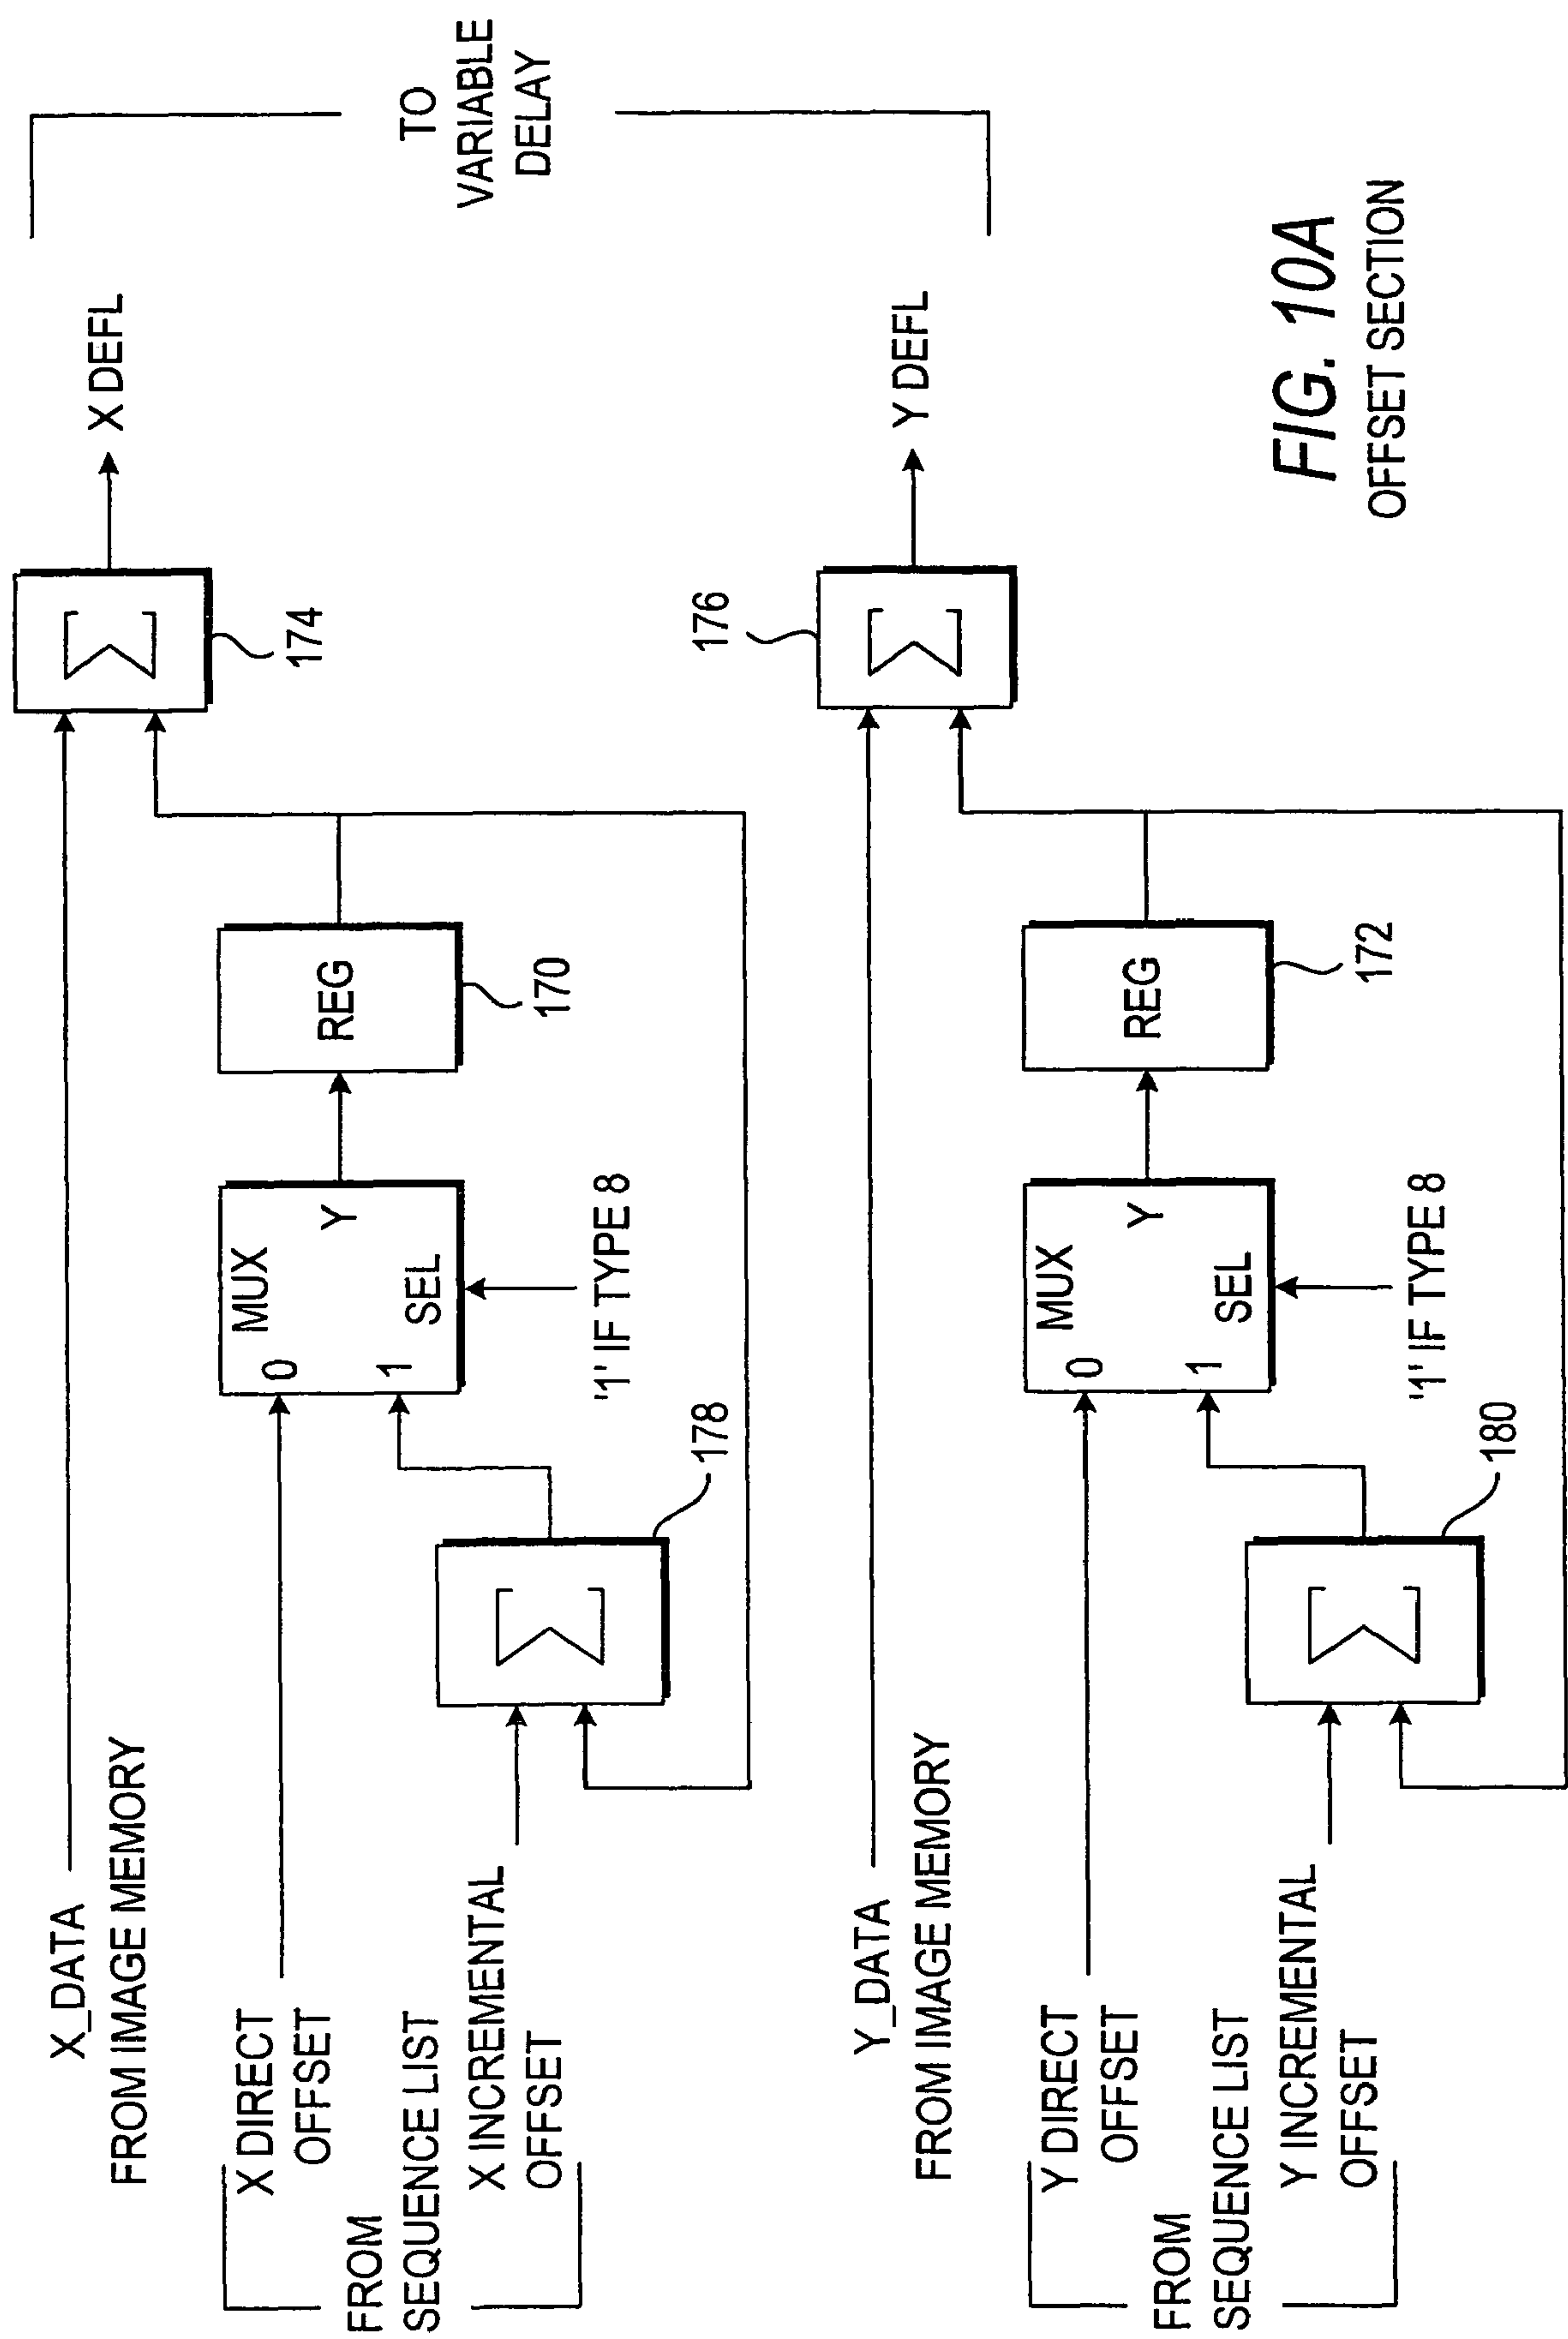 X_DATA
FROM IMAGE MEMORY
X DIRECT
OFFSET
FROM
SEQUENCE LIST
X INCREMENTAL
OFFSET
Σ
178
MUX
0
Y
1
SEL
'1' IF TYPE 8
REG
170
Σ
174
X DEFL
TO
VARIABLE
DELAY
Y_DATA
FROM IMAGE MEMORY
Y DIRECT
OFFSET
FROM
SEQUENCE LIST
Y INCREMENTAL
OFFSET
Σ
180
MUX
0
Y
1
SEL
'1' IF TYPE 8
REG
172
Σ
176
Y DEFL
FIG. 10A
OFFSET SECTION